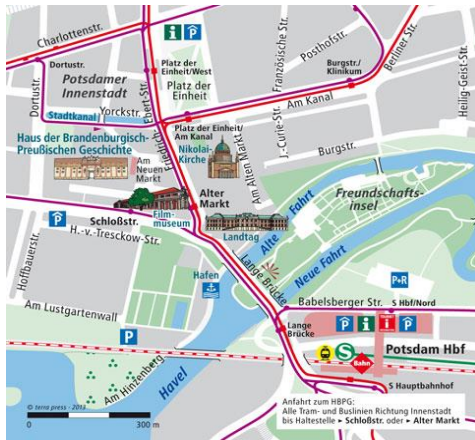 Charlottenstr.
Dortustr.
Potsdamer
Innenstadt
Dortustr.
Stadtkanal
Yorckstr.
Friedrich-Ebert-Str.
Platz der
Einheit/West
Platz der
Einheit
Französische Str.
Posthofstr.
Burgstr./
Klinikum
Berliner Str.
Heilig-Geist-Str.
Am Kanal
Platz der Einheit/
Am Kanal
Haus der Brandenburgisch-
Preußischen Geschichte
Nikolai-
Kirche
J.-Curie-Str.
Burgstr.
Am Alten Markt
Am
Neuen
Markt
Alter
Markt
Film-
museum
Landtag
Schloßstr.
H.-v.-Tresckow-Str.
Hoffbauerstr.
Alte Fahrt
Freundschafts-
insel
Neue Fahrt
Lange Brücke
Hafen
Am Lustgartenwall
P
P+R
Babelsberger Str.
S Hbf/Nord
Lange
Brücke
Potsdam Hbf
S
Bahn
S Hauptbahnhof
Am Hinzenberg
Havel
© terra press - 2013
0
300 m
Anfahrt zum HBPG:
Alle Tram- und Buslinien Richtung Innenstadt
bis Haltestelle ▸ Schloßstr. oder ▸ Alter Markt